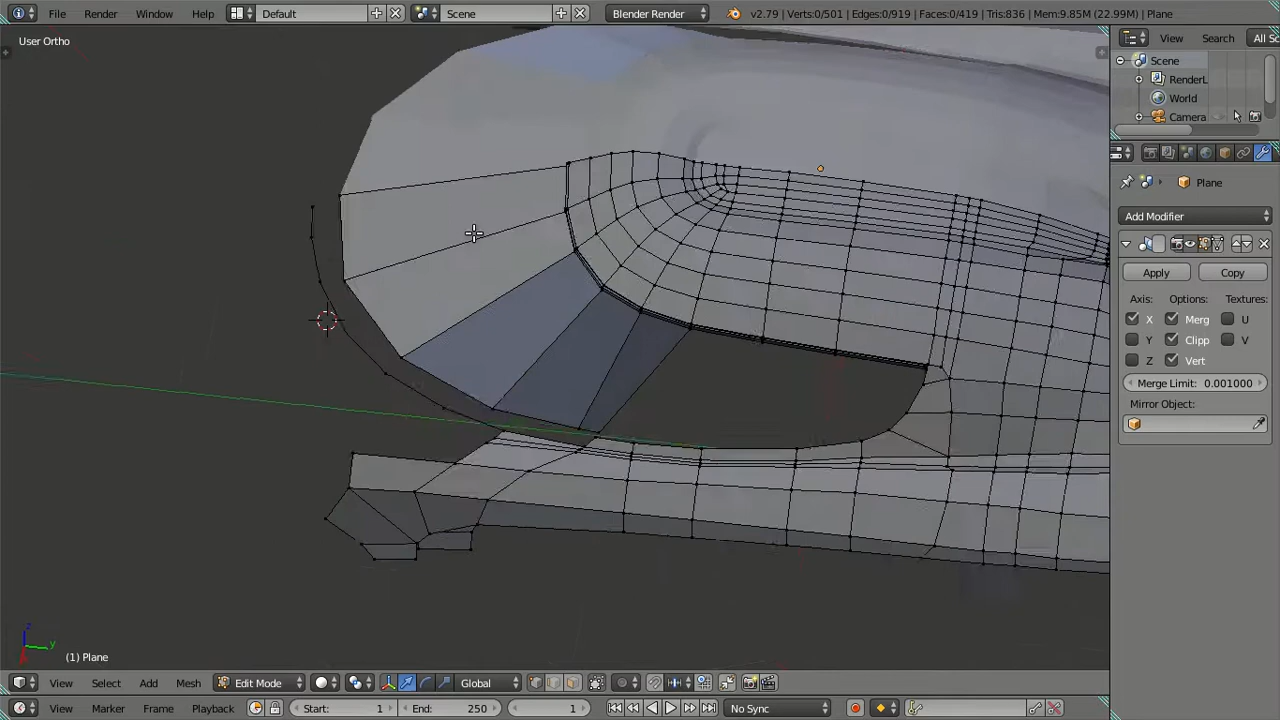 File Render Window Help Default Scene Blender Render v2.79 | Verts:0/501 | Edges:0/919 | Faces:0/419 | Tris:836 | Mem:9.85M (22.99M) | Plane
User Ortho
View Search All Sc
Scene
RenderL
World
Camera
Plane
Add Modifier
Apply Copy
Axis: Options: Textures:
X Merg U
Y Clipp V
Z Vert
Merge Limit: 0.001000
Mirror Object:
z
y
(1) Plane
View Select Add Mesh Edit Mode Global
View Marker Frame Playback Start: 1 End: 250 1 No Sync